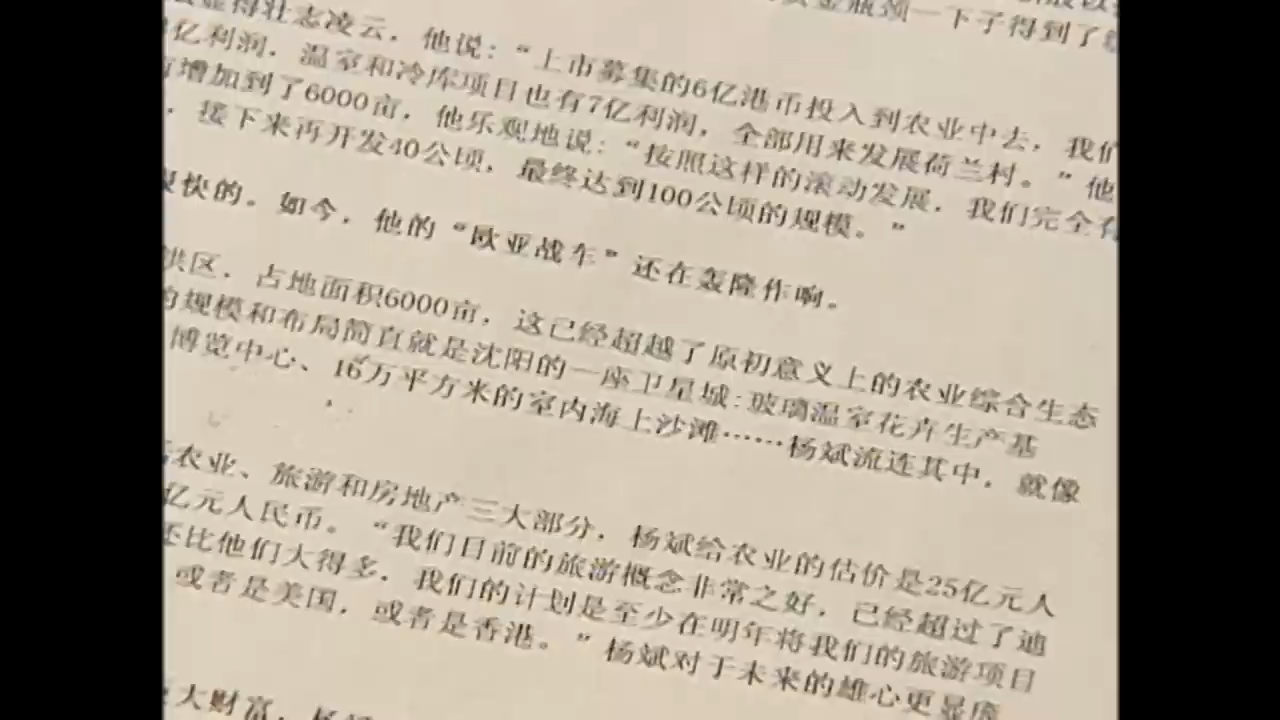 金瓶颈一下子得到了
显得壮志凌云，他说：“上市募集的6亿港币投入到农业中去，我们
亿利润，温室和冷库项目也有7亿利润，全部用来发展荷兰村。”他
增加到了6000亩，他乐观地说：“按照这样的滚动发展，我们完全有
，接下来再开发40公顷，最终达到100公顷的规模。”
很快的。如今，他的“欧亚战车”还在轰隆作响。
洪区，占地面积6000亩，这已经超越了原初意义上的农业综合生态
的规模和布局简直就是沈阳的一座卫星城：玻璃温室花卉生产基
博览中心、16万平方米的室内海上沙滩……杨斌流连其中，就像
农业、旅游和房地产三大部分，杨斌给农业的估价是25亿元人
亿元人民币。“我们目前的旅游概念非常之好，已经超过了迪
还比他们大得多，我们的计划是至少在明年将我们的旅游项目
或者是美国，或者是香港。”杨斌对于未来的雄心更显
大财富，杨